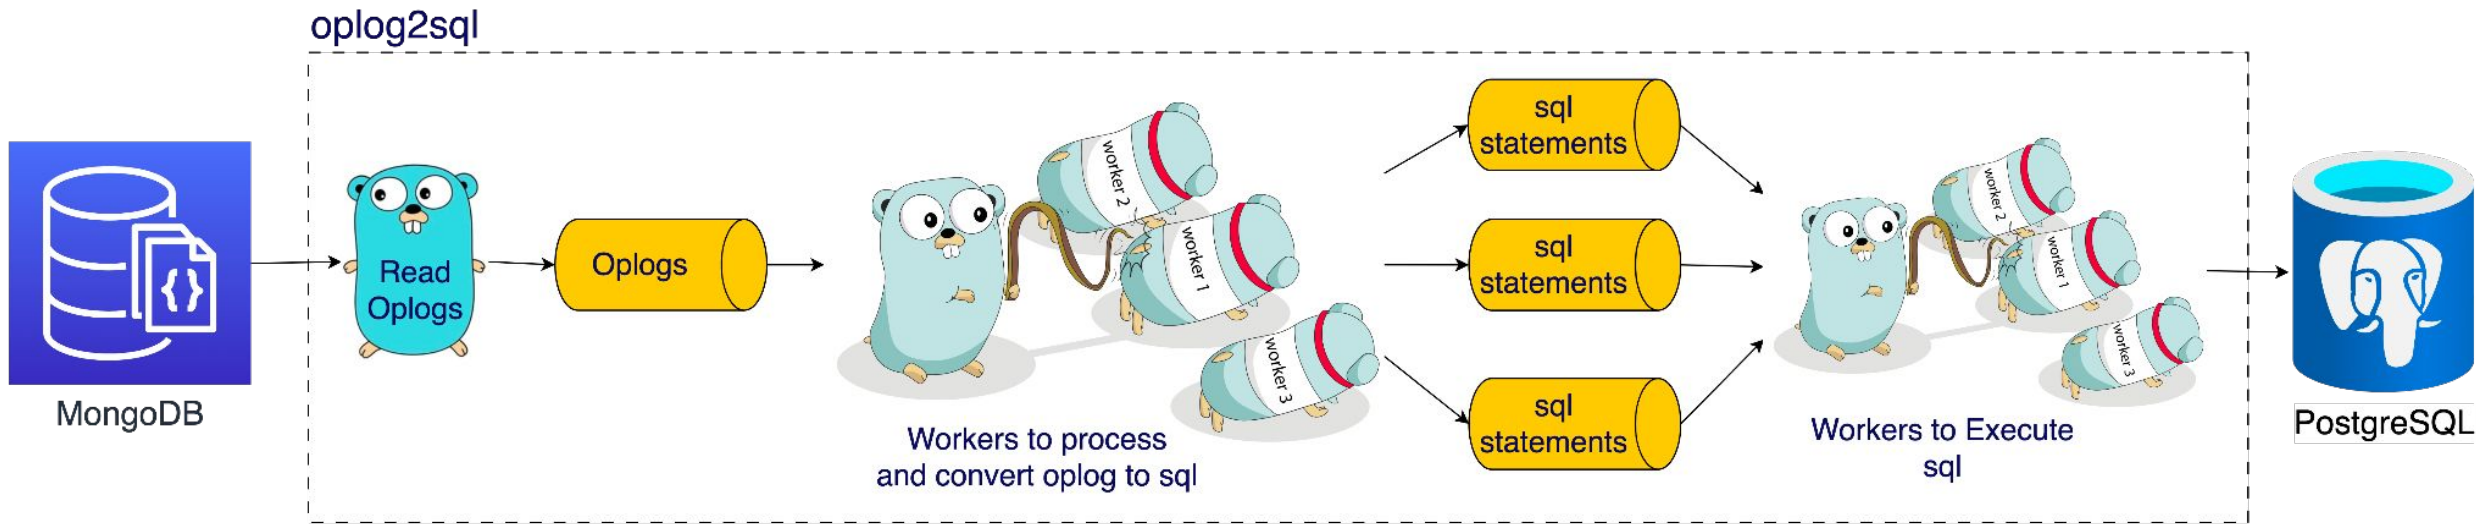 oplog2sql
MongoDB
Read
Oplogs
Oplogs
worker 2
worker 1
worker 3
Workers to process
and convert oplog to sql
sql
statements
sql
statements
sql
statements
worker 2
worker 1
worker 3
Workers to Execute
sql
PostgreSQL